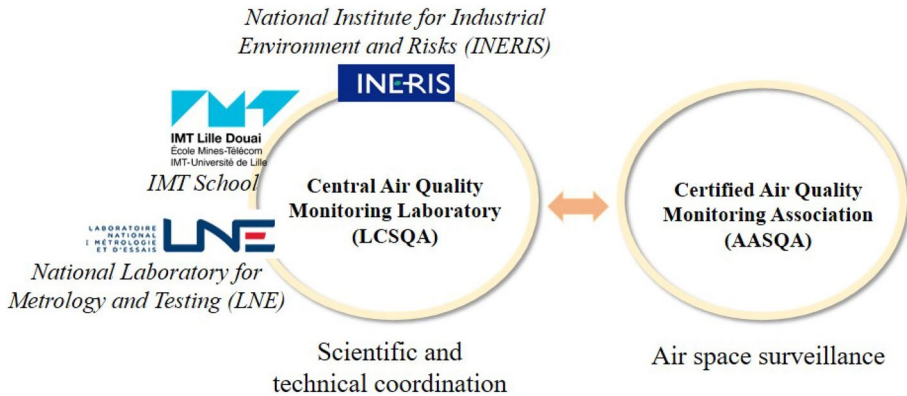 National Institute for Industrial
Environment and Risks (INERIS)
INERIS
IMT
IMT Lille Douai
École Mines-Télécom
IMT-Université de Lille
IMT School
LABORATOIRE
NATIONAL
MÉTROLOGIE
ET D'ESSAIS
LNE
National Laboratory for
Metrology and Testing (LNE)
Central Air Quality
Monitoring Laboratory
(LCSQA)
Scientific and
technical coordination
Certified Air Quality
Monitoring Association
(AASQA)
Air space surveillance